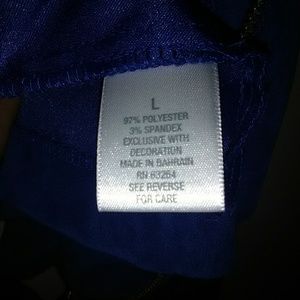 L
97% POLYESTER
3% SPANDEX
EXCLUSIVE WITH
DECORATION
MADE IN BAHRAIN
RN 63264
SEE REVERSE
FOR CARE